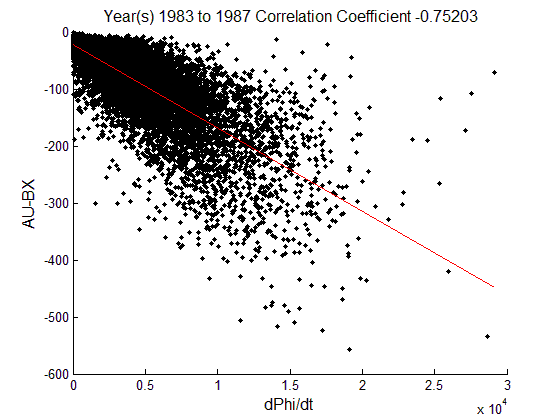 Year(s) 1983 to 1987 Correlation Coefficient -0.75203
0
-100
-200
-300
-400
-500
-600
AU-BX
0 0.5 1 1.5 2 2.5 3
x 10^4
dPhi/dt